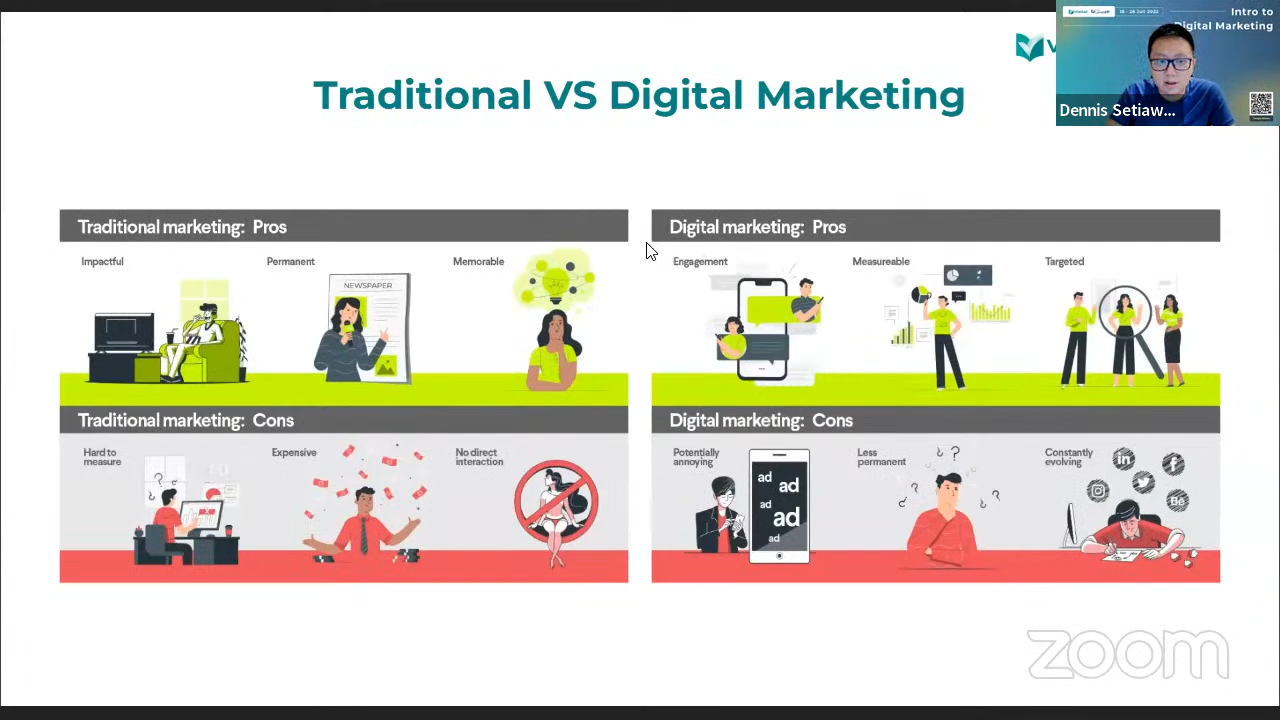 Intro to
Digital Marketing
Dennis Setiaw...
V
Traditional VS Digital Marketing
Traditional marketing: Pros
Impactful
Permanent
Memorable
NEWSPAPER
Digital marketing: Pros
Engagement
Measureable
Targeted
Traditional marketing: Cons
Hard to
measure
Expensive
No direct
interaction
Digital marketing: Cons
Potentially
annoying
ad
ad
ad
ad
ad
Less
permanent
Constantly
evolving
in
f
Bē
zoom